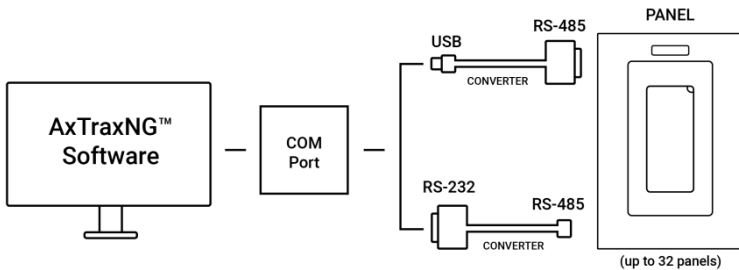 AxTraxNG™
Software
COM
Port
USB
RS-485
CONVERTER
RS-232
RS-485
CONVERTER
PANEL
(up to 32 panels)